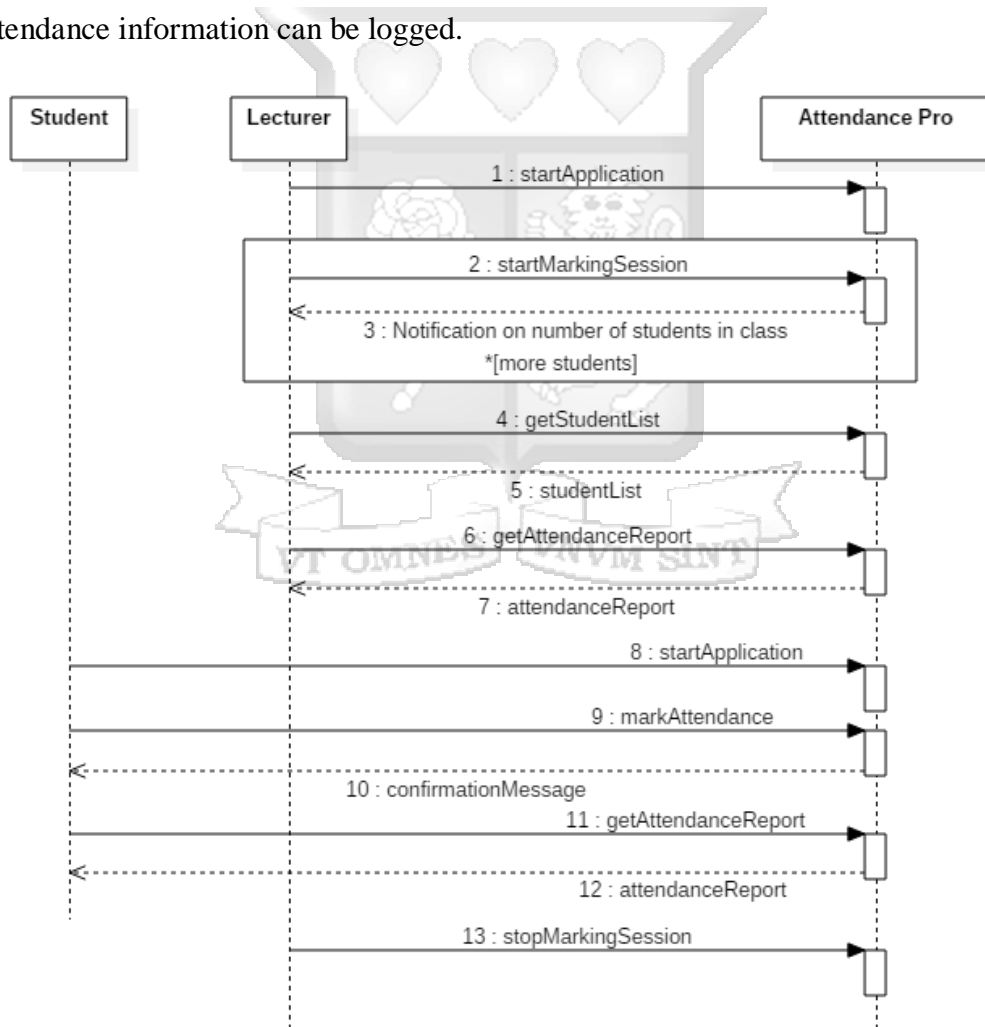 tendance information can be logged.
Student
Lecturer
Attendance Pro
1 : startApplication
2 : startMarkingSession
3 : Notification on number of students in class
*[more students]
4 : getStudentList
5 : studentList
6 : getAttendanceReport
VT OMNES VNVM SINT
7 : attendanceReport
8 : startApplication
9 : markAttendance
10 : confirmationMessage
11 : getAttendanceReport
12 : attendanceReport
13 : stopMarkingSession